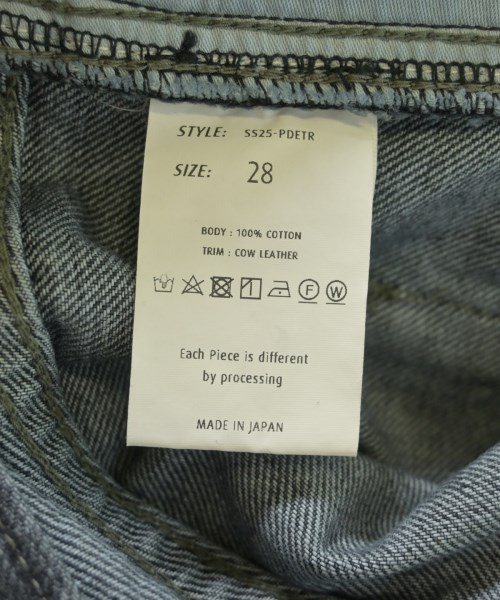 STYLE: SS25-PDETR
SIZE: 28
BODY : 100% COTTON
TRIM : COW LEATHER
F W
Each Piece is different
by processing
MADE IN JAPAN